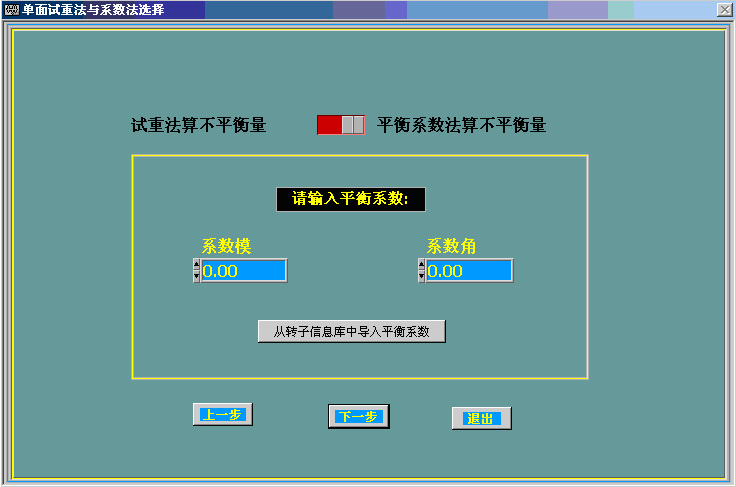 单面试重法与系数法选择
试重法算不平衡量
平衡系数法算不平衡量
请输入平衡系数:
系数模
系数角
0.00
0.00
从转子信息库中导入平衡系数
上一步
下一步
退出